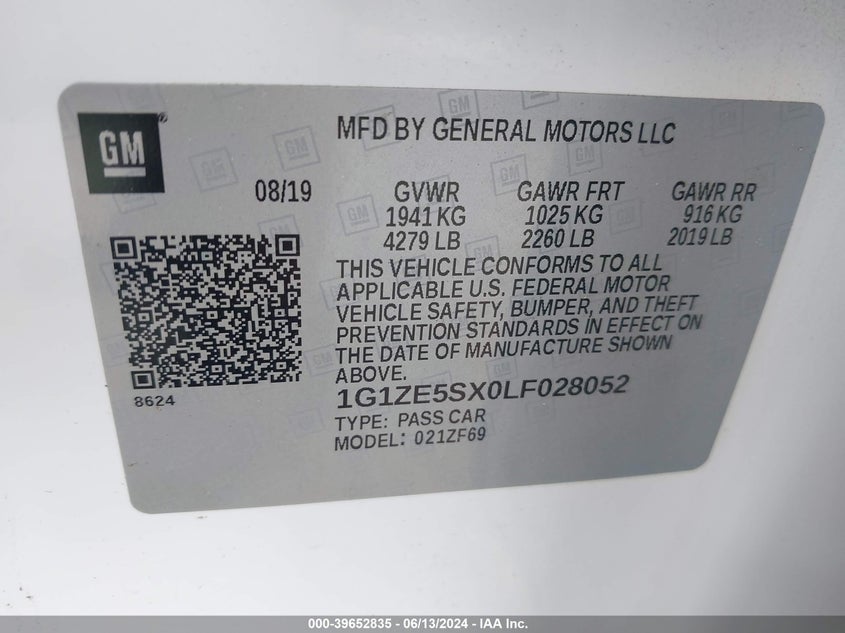 GM®
MFD BY GENERAL MOTORS LLC
08/19
GVWR GAWR FRT GAWR RR
1941 KG 1025 KG 916 KG
4279 LB 2260 LB 2019 LB
THIS VEHICLE CONFORMS TO ALL
APPLICABLE U.S. FEDERAL MOTOR
VEHICLE SAFETY, BUMPER, AND THEFT
PREVENTION STANDARDS IN EFFECT ON
THE DATE OF MANUFACTURE SHOWN
ABOVE.
8624
1G1ZE5SX0LF028052
TYPE: PASS CAR
MODEL: 021ZF69
000-39652835 - 06/13/2024 - IAA Inc.